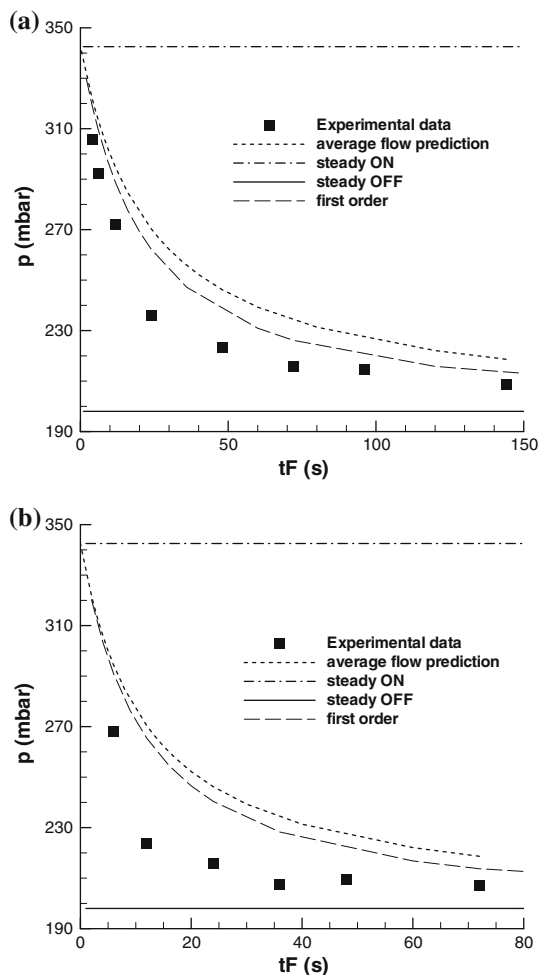 (a)
350
310
270
230
190
p (mbar)
Experimental data
average flow prediction
steady ON
steady OFF
first order
0
50
100
150
tF (s)
(b)
350
310
270
230
190
p (mbar)
Experimental data
average flow prediction
steady ON
steady OFF
first order
0
20
40
60
80
tF (s)